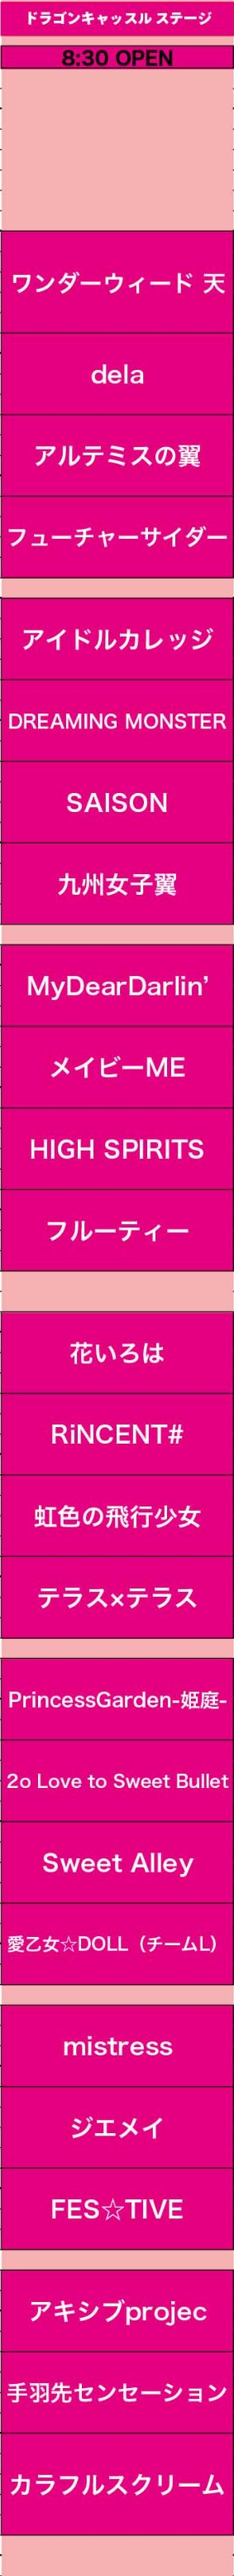 ドラゴンキャッスル ステージ
8:30 OPEN
ワンダーウィード 天
dela
アルテミスの翼
フューチャーサイダー
アイドルカレッジ
DREAMING MONSTER
SAISON
九州女子翼
MyDearDarlin’
メイビーME
HIGH SPIRITS
フルーティー
花いろは
RiNCENT#
虹色の飛行少女
テラス×テラス
PrincessGarden-姫庭-
2o Love to Sweet Bullet
Sweet Alley
愛乙女☆DOLL（チームL）
mistress
ジエメイ
FES☆TIVE
アキシブprojec
手羽先センセーション
カラフルスクリーム